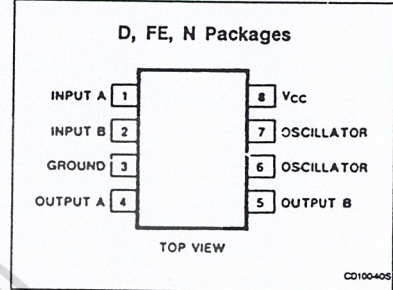 D, FE, N Packages
INPUT A 1
INPUT B 2
GROUND 3
OUTPUT A 4
8 VCC
7 OSCILLATOR
6 OSCILLATOR
5 OUTPUT B
TOP VIEW
CD10040S